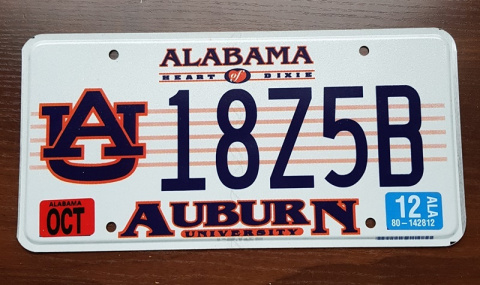 ALABAMA
HEART of DIXIE
AU
18Z5B
ALABAMA
OCT
AUBURN
UNIVERSITY
12 ALA
80-142812